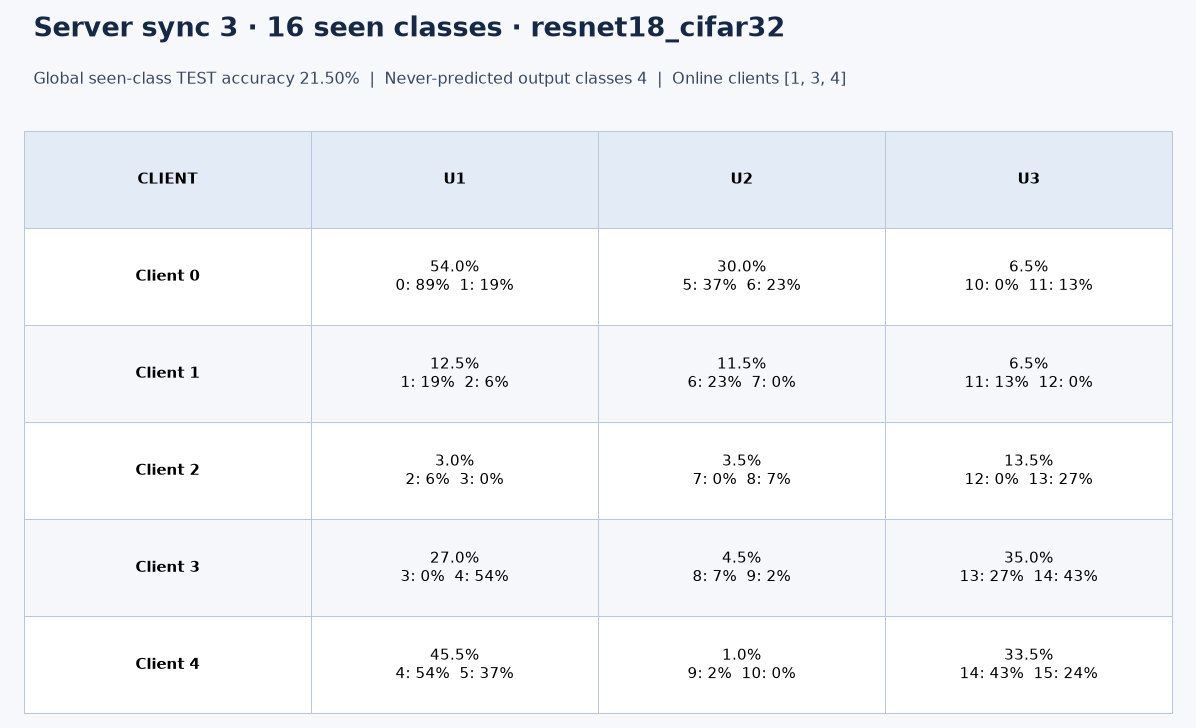 Server sync 3 · 16 seen classes · resnet18_cifar32
Global seen-class TEST accuracy 21.50%  |  Never-predicted output classes 4  |  Online clients [1, 3, 4]
CLIENT  U1  U2  U3
Client 0
54.0%
0: 89%  1: 19%
30.0%
5: 37%  6: 23%
6.5%
10: 0%  11: 13%
Client 1
12.5%
1: 19%  2: 6%
11.5%
6: 23%  7: 0%
6.5%
11: 13%  12: 0%
Client 2
3.0%
2: 6%  3: 0%
3.5%
7: 0%  8: 7%
13.5%
12: 0%  13: 27%
Client 3
27.0%
3: 0%  4: 54%
4.5%
8: 7%  9: 2%
35.0%
13: 27%  14: 43%
Client 4
45.5%
4: 54%  5: 37%
1.0%
9: 2%  10: 0%
33.5%
14: 43%  15: 24%